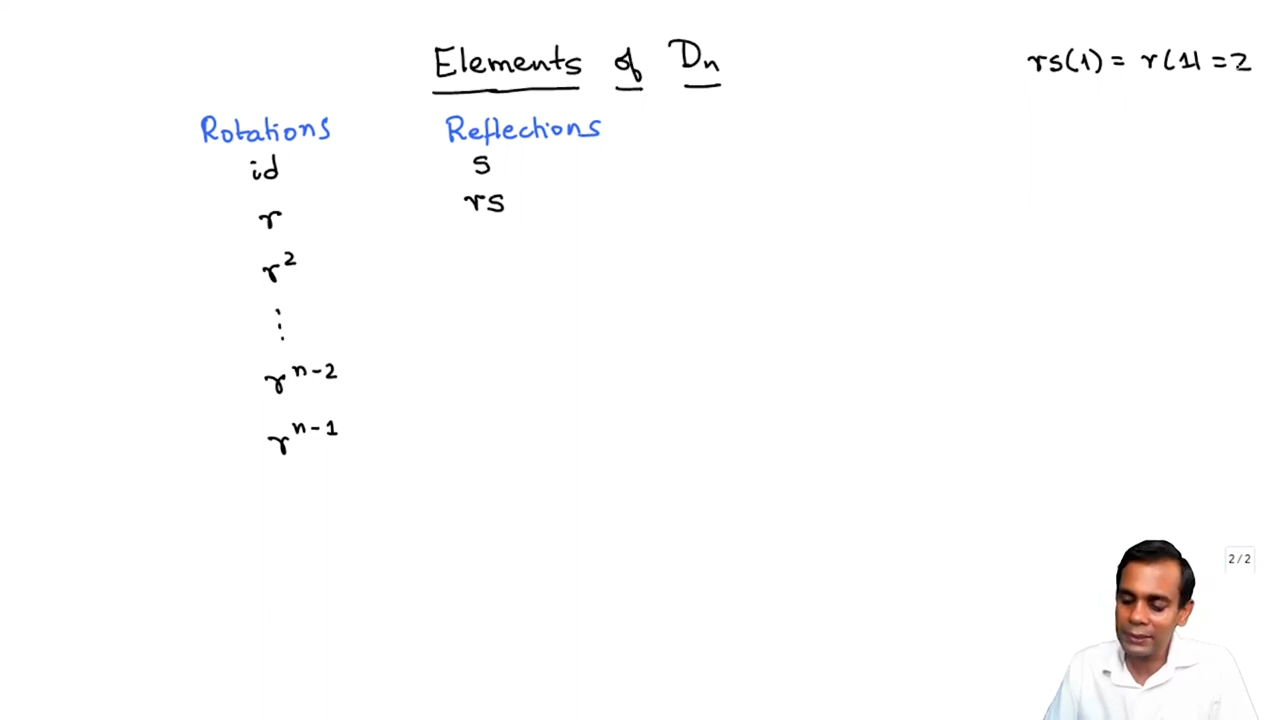 Elements of Dn
rs(1) = r(1) = 2
Rotations Reflections
id s
r rs
r²
⋮
rⁿ⁻²
rⁿ⁻¹
2/2